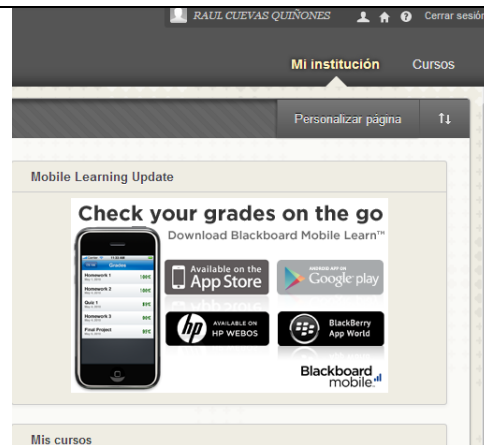 RAUL CUEVAS QUIÑONES Cerrar sesión
Mi institución Cursos
Personalizar página
Mobile Learning Update
Check your grades on the go
Download Blackboard Mobile Learn™
Grades
Homework 1
Homework 2
Quiz 1
Homework 3
Final Project
Available on the
App Store
ANDROID APP ON
Google play
AVAILABLE ON
HP WEBOS
BlackBerry
App World
Blackboard
mobile
Mis cursos